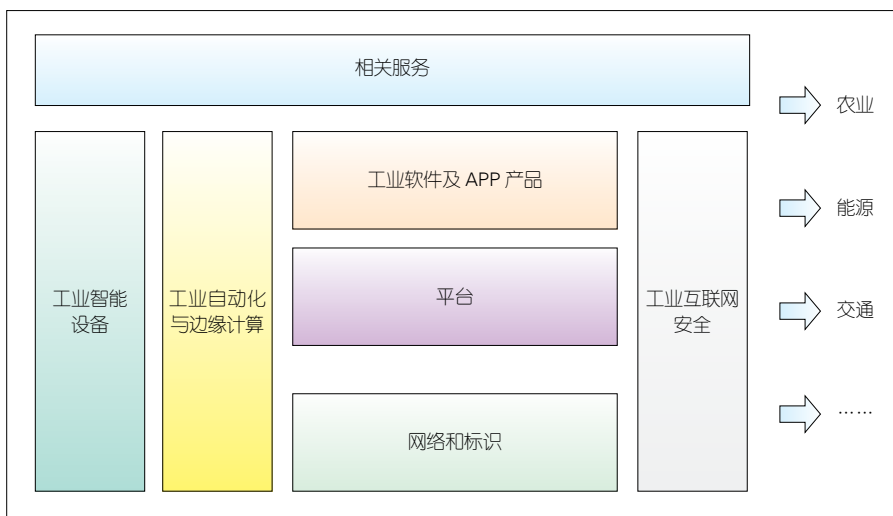 相关服务
工业智能
设备
工业自动化
与边缘计算
工业软件及 APP 产品
平台
网络和标识
工业互联网
安全
农业
能源
交通
……